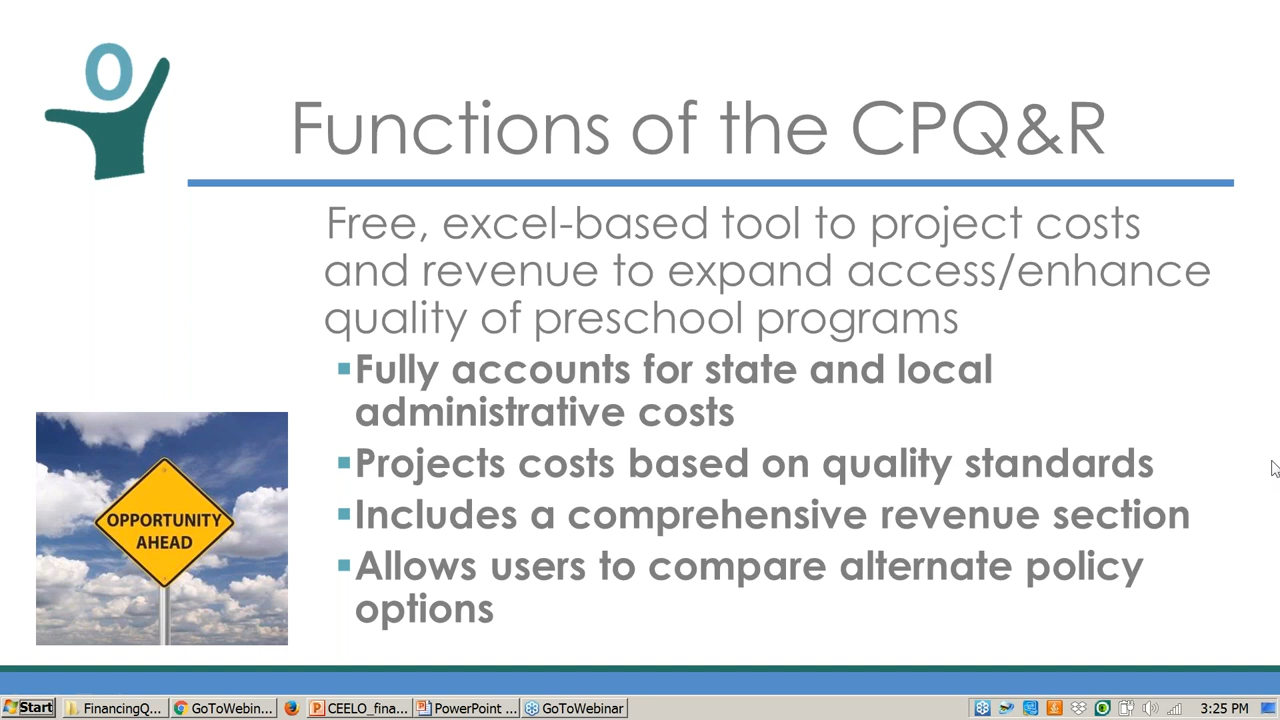 Functions of the CPQ&R
Free, excel-based tool to project costs
and revenue to expand access/enhance
quality of preschool programs
▪Fully accounts for state and local
administrative costs
▪Projects costs based on quality standards
▪Includes a comprehensive revenue section
▪Allows users to compare alternate policy
options
OPPORTUNITY
AHEAD
Start FinancingQ... GoToWebin... CEELO_fina... PowerPoint ... GoToWebinar 3:25 PM